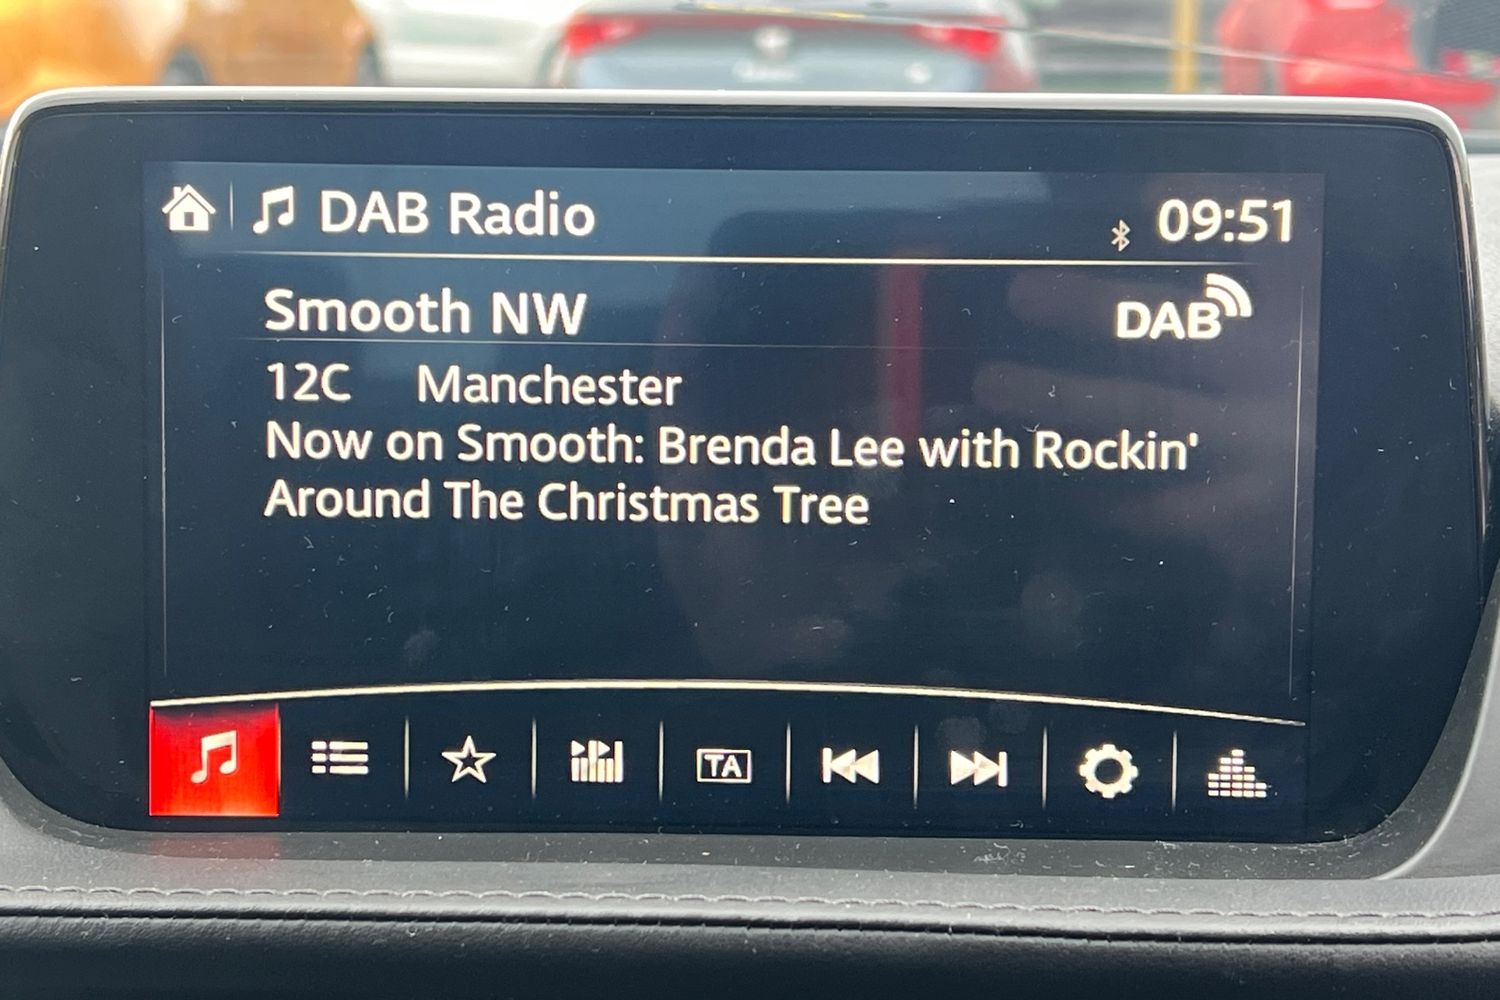 DAB Radio 09:51
Smooth NW DAB
12C Manchester
Now on Smooth: Brenda Lee with Rockin'
Around The Christmas Tree
TA